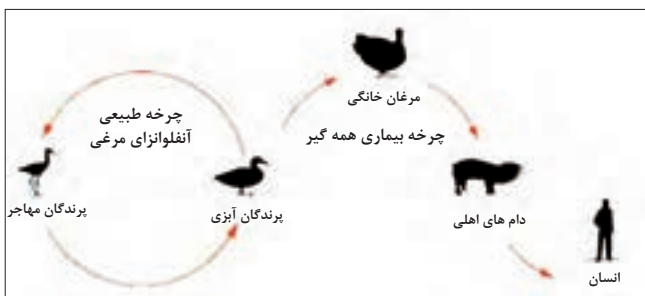 مرغان خانگی
چرخه طبیعی
آنفلوانزای مرغی
چرخه بیماری همه گیر
پرندگان مهاجر
پرندگان آبزی
دام های اهلی
انسان